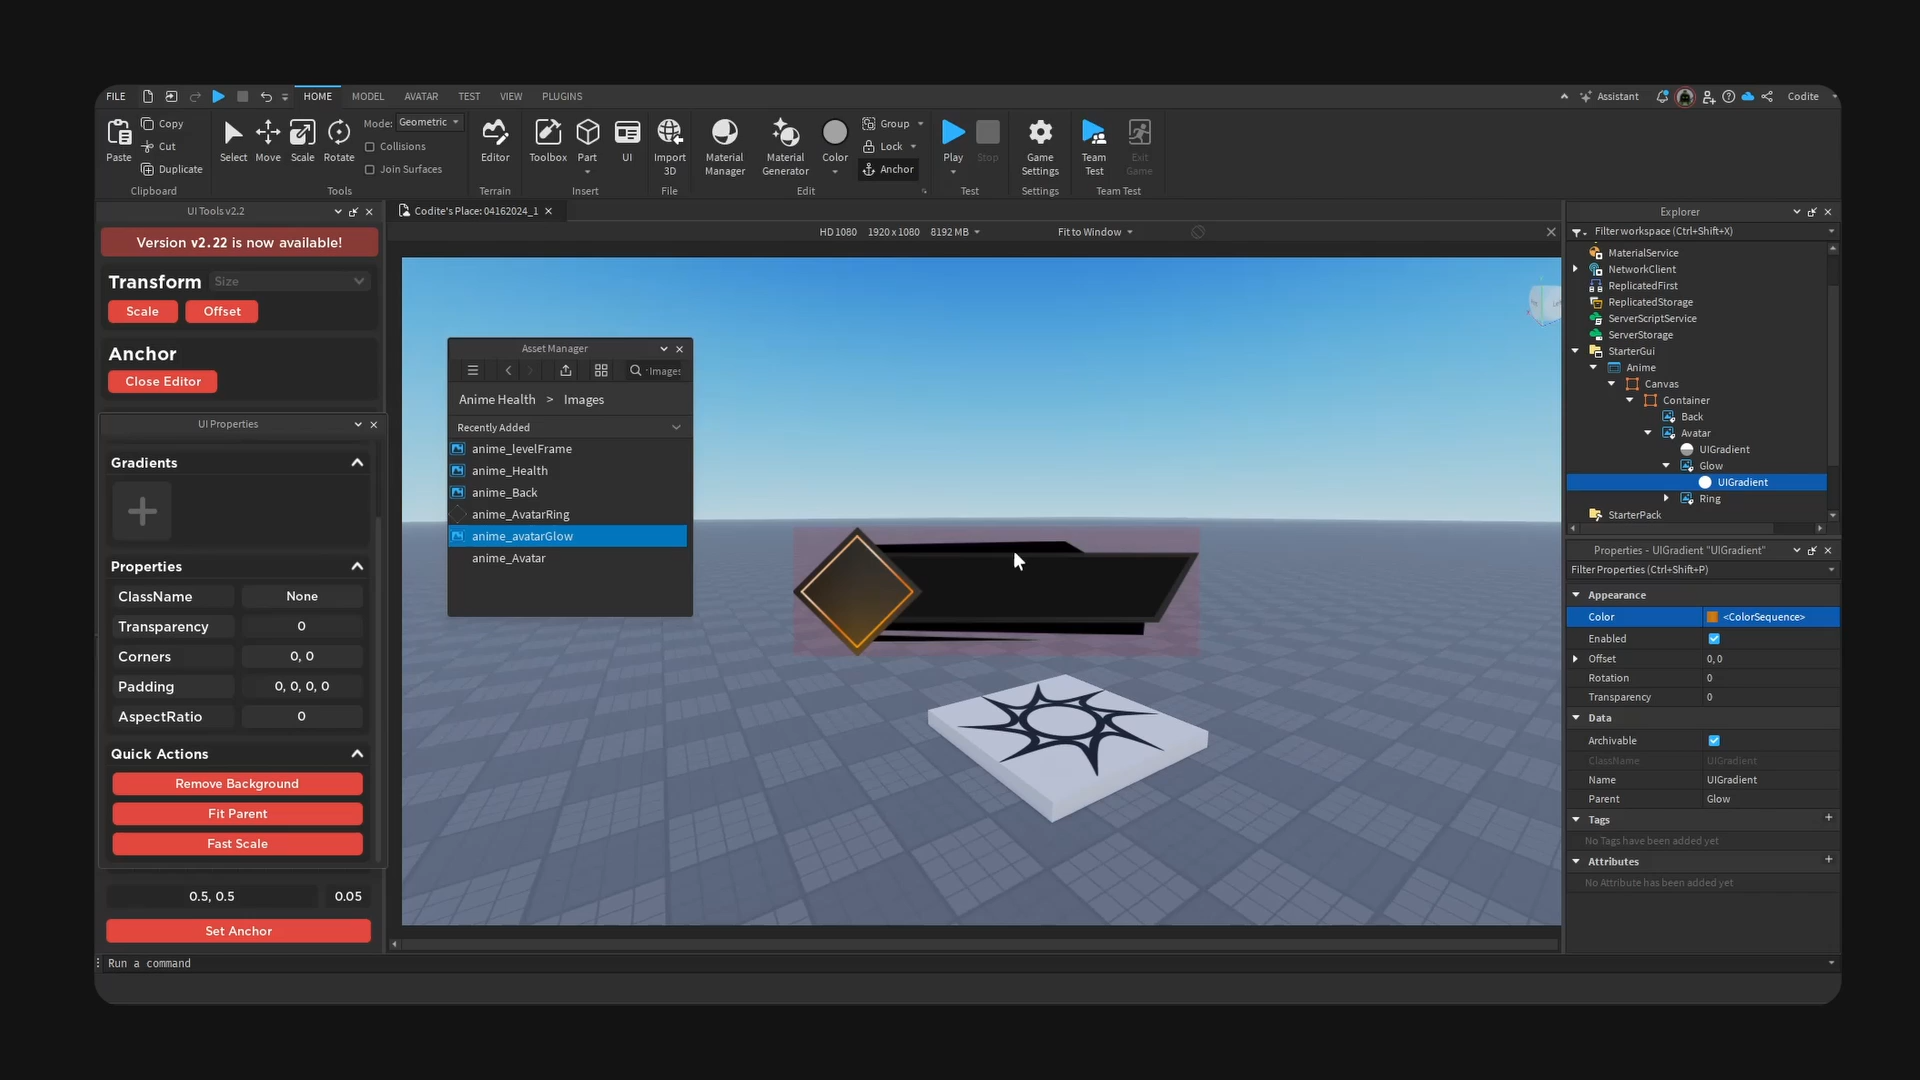 FILE
HOME
MODEL
AVATAR
TEST
VIEW
PLUGINS
Assistant
Codite
Paste
Copy
Cut
Duplicate
Clipboard
Select
Move
Scale
Rotate
Mode: Geometric
Collisions
Join Surfaces
Tools
Editor
Terrain
Toolbox
Part
UI
Insert
Import
3D
File
Material
Manager
Material
Generator
Color
Group
Lock
Anchor
Edit
Play
Stop
Test
Game
Settings
Settings
Team
Test
Exit
Game
Team Test
UI Tools v2.2
Version v2.22 is now available!
Transform
Size
Scale
Offset
Anchor
Close Editor
UI Properties
Gradients
Properties
ClassName None
Transparency 0
Corners 0, 0
Padding 0, 0, 0, 0
AspectRatio 0
Quick Actions
Remove Background
Fit Parent
Fast Scale
0.5, 0.5 0.05
Set Anchor
Run a command
Codite's Place: 04162024_1
HD 1080 1920 x 1080 8192 MB
Fit to Window
Asset Manager
Images
Anime Health > Images
Recently Added
anime_levelFrame
anime_Health
anime_Back
anime_AvatarRing
anime_avatarGlow
anime_Avatar
Explorer
Filter workspace (Ctrl+Shift+X)
MaterialService
NetworkClient
ReplicatedFirst
ReplicatedStorage
ServerScriptService
ServerStorage
StarterGui
Anime
Canvas
Container
Back
Avatar
UIGradient
Glow
UIGradient
Ring
StarterPack
Properties - UIGradient "UIGradient"
Filter Properties (Ctrl+Shift+P)
Appearance
Color <ColorSequence>
Enabled
Offset 0, 0
Rotation 0
Transparency 0
Data
Archivable
ClassName UIGradient
Name UIGradient
Parent Glow
Tags
No Tags have been added yet
Attributes
No Attribute has been added yet